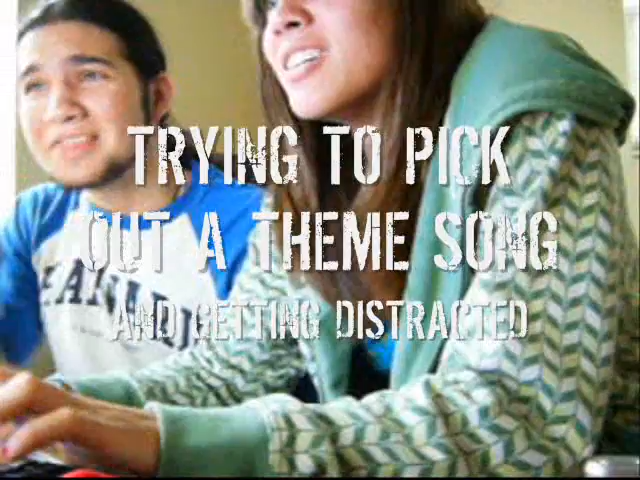 TRYING TO PICK
OUT A THEME SONG
AND GETTING DISTRACTED